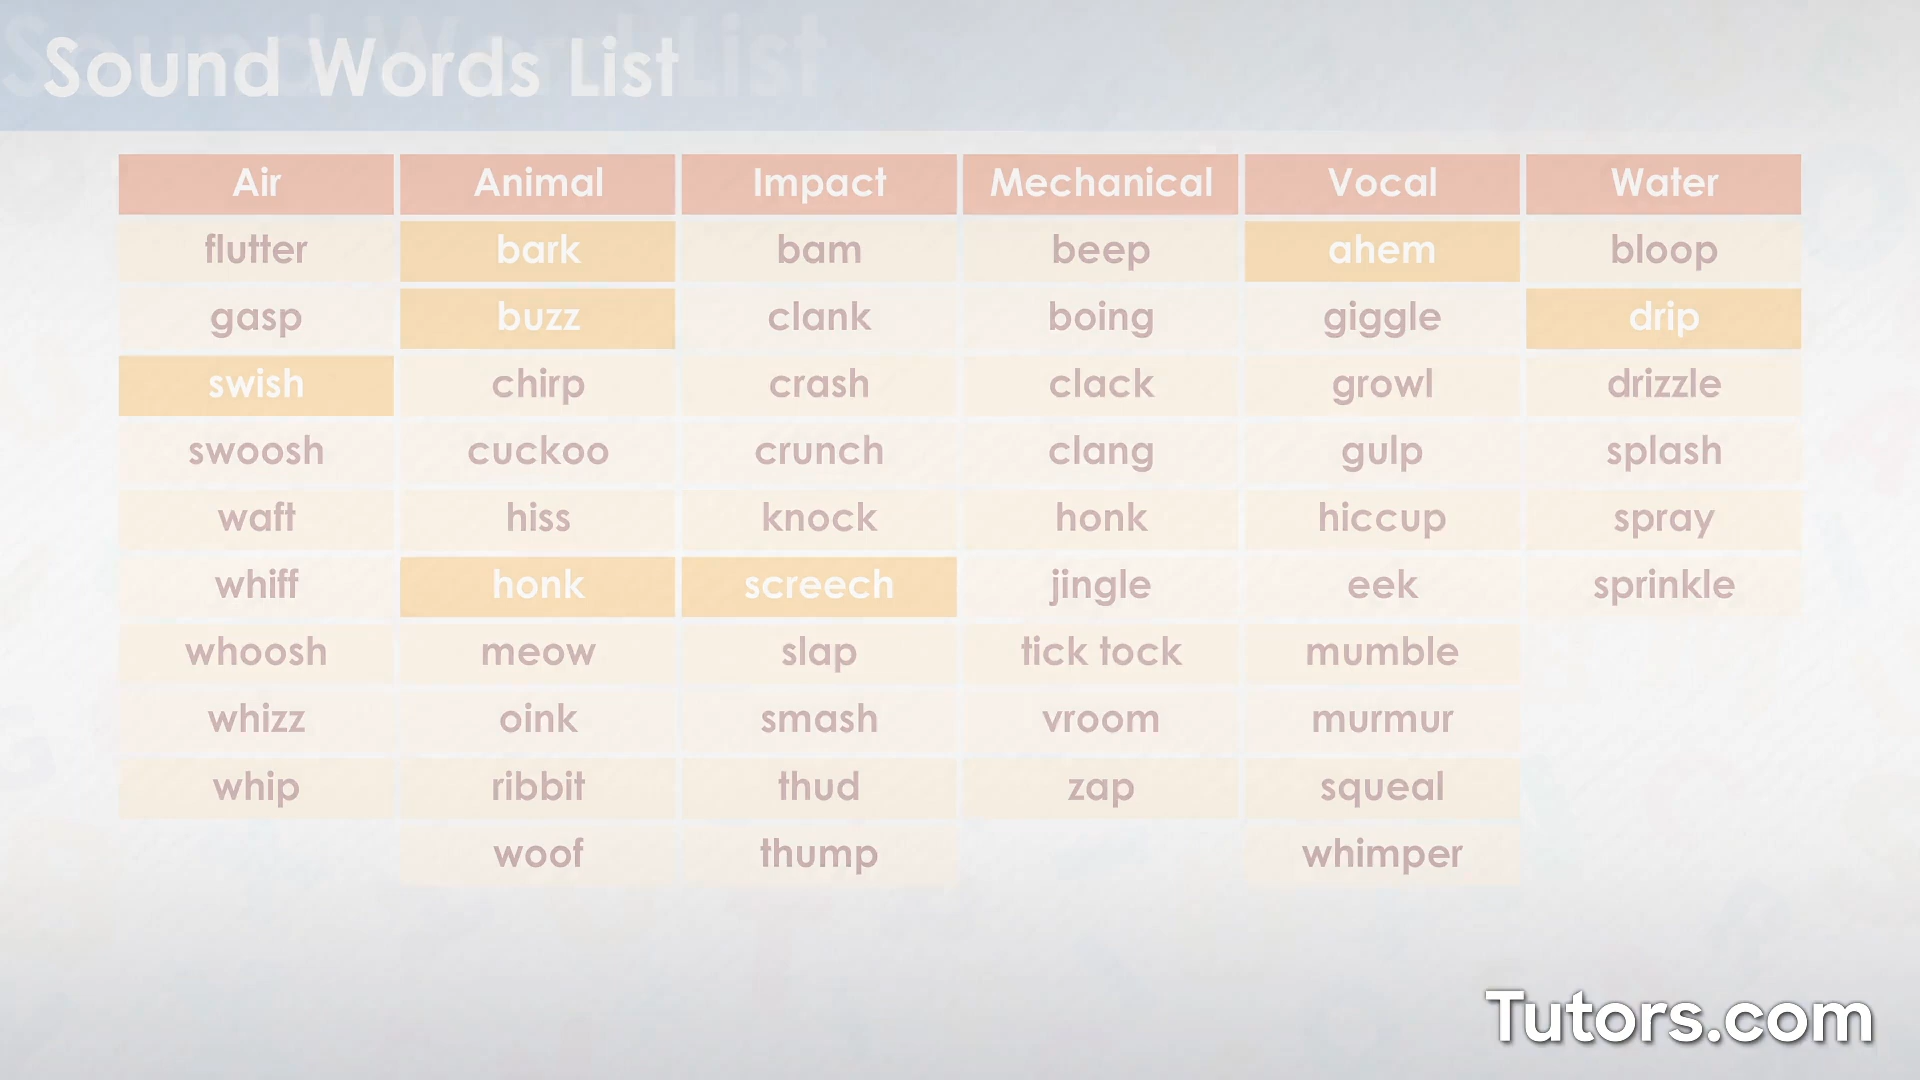 Sound Words List
Air Animal Impact Mechanical Vocal Water
flutter bark bam beep ahem bloop
gasp buzz clank boing giggle drip
swish chirp crash clack growl drizzle
swoosh cuckoo crunch clang gulp splash
waft hiss knock honk hiccup spray
whiff honk screech jingle eek sprinkle
whoosh meow slap tick tock mumble
whizz oink smash vroom murmur
whip ribbit thud zap squeal
woof thump whimper
Tutors.com